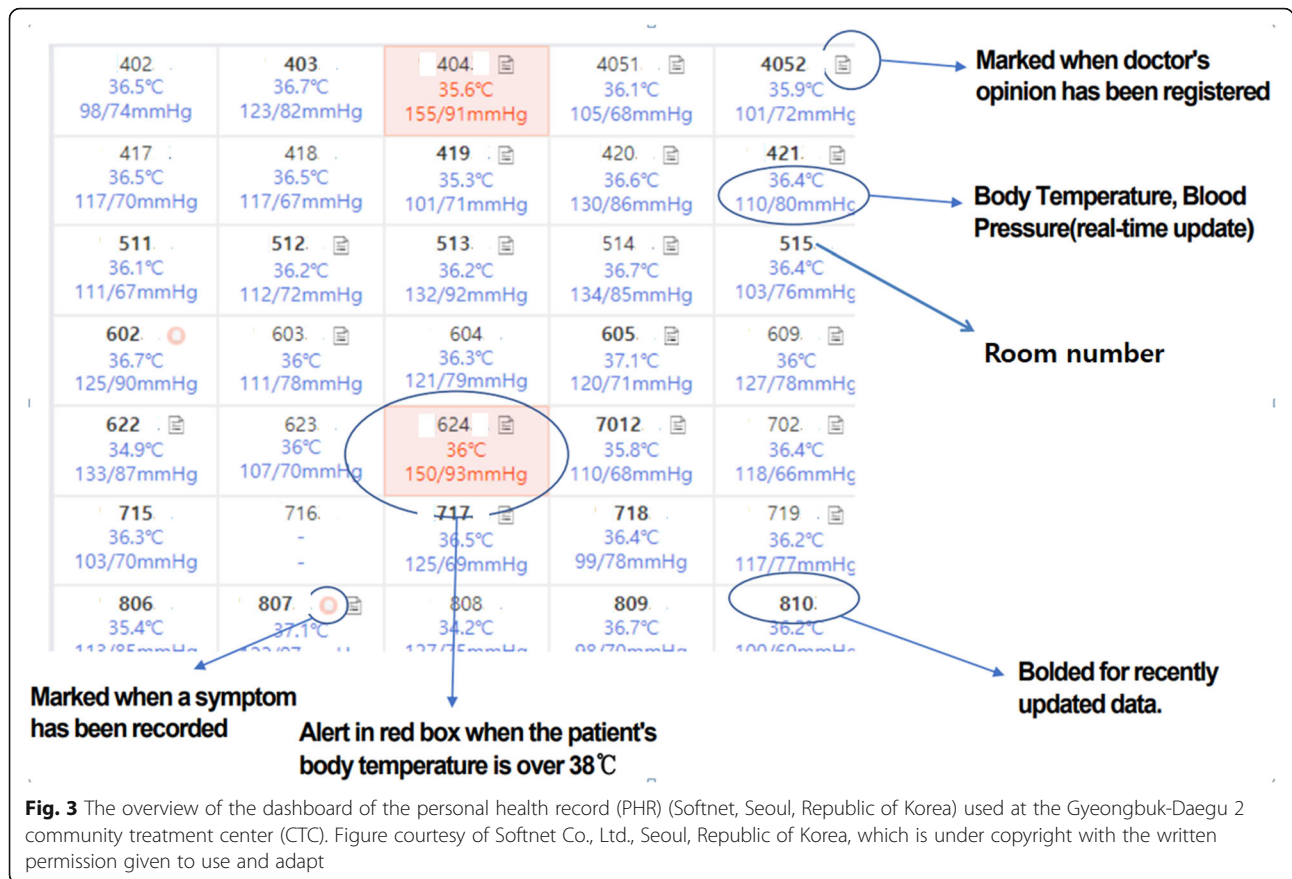 402 403 404 4051 4052
36.5℃ 36.7℃ 35.6℃ 36.1℃ 35.9℃
98/74mmHg 123/82mmHg 155/91mmHg 105/68mmHg 101/72mmHg
Marked when doctor's
opinion has been registered
417 418 419 420 421
36.5℃ 36.5℃ 35.3℃ 36.6℃ 36.4℃
117/70mmHg 117/67mmHg 101/71mmHg 130/86mmHg 110/80mmHg
Body Temperature, Blood
Pressure(real-time update)
511 512 513 514 515
36.1℃ 36.2℃ 36.2℃ 36.7℃ 36.4℃
111/67mmHg 112/72mmHg 132/92mmHg 134/85mmHg 103/76mmHg
Room number
602 603 604 605 609
36.7℃ 36℃ 36.3℃ 37.1℃ 36℃
125/90mmHg 111/78mmHg 121/79mmHg 120/71mmHg 127/78mmHg
622 623 624 7012 702
34.9℃ 36℃ 36℃ 35.8℃ 36.4℃
133/87mmHg 107/70mmHg 150/93mmHg 110/68mmHg 118/66mmHg
715 716 717 718 719
36.3℃ - 36.5℃ 36.4℃ 36.2℃
103/70mmHg - 125/69mmHg 99/78mmHg 117/77mmHg
806 807 808 809 810
35.4℃ 37.1℃ 34.2℃ 36.7℃ 36.2℃
Marked when a symptom
has been recorded
Alert in red box when the patient's
body temperature is over 38℃
Bolded for recently
updated data.
Fig. 3 The overview of the dashboard of the personal health record (PHR) (Softnet, Seoul, Republic of Korea) used at the Gyeongbuk-Daegu 2
community treatment center (CTC). Figure courtesy of Softnet Co., Ltd., Seoul, Republic of Korea, which is under copyright with the written
permission given to use and adapt